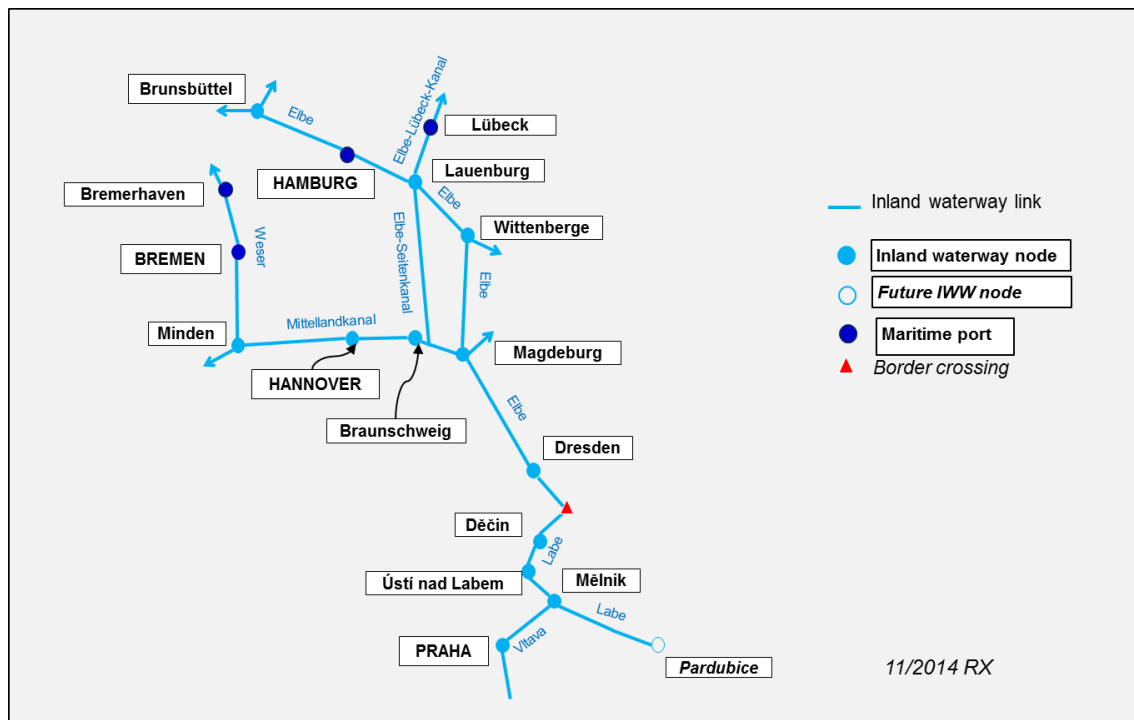 Brunsbüttel
Elbe
Elbe-Lübeck-Kanal
Lübeck
HAMBURG
Lauenburg
Bremerhaven
Elbe
Inland waterway link
Weser
Elbe-Seitenkanal
Wittenberge
BREMEN
Inland waterway node
Elbe
Future IWW node
Mittellandkanal
Minden
Maritime port
Magdeburg
HANNOVER
Border crossing
Elbe
Braunschweig
Dresden
Děčin
Labe
Ústí nad Labem
Mělnik
Labe
PRAHA
Vltava
Pardubice
11/2014 RX